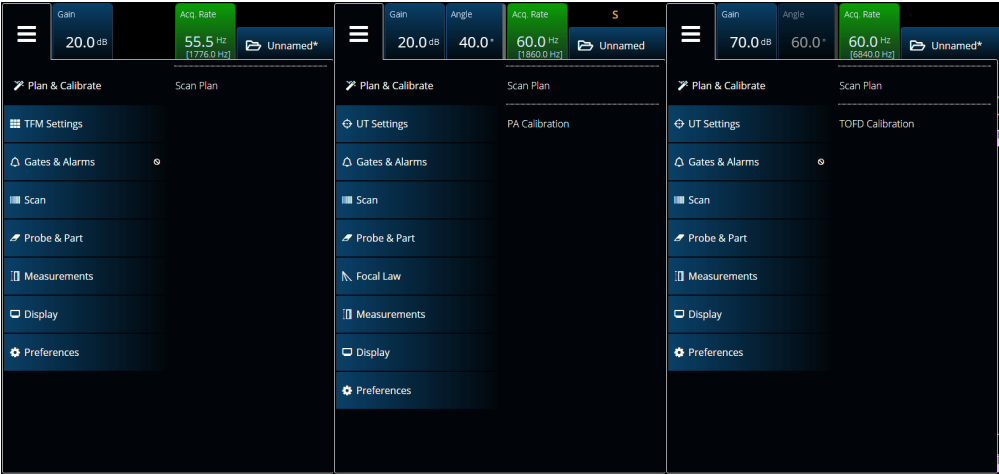 Gain
20.0 dB
Acq. Rate
55.5 Hz
[1776.0 Hz]
Unnamed*
Plan & Calibrate
Scan Plan
TFM Settings
Gates & Alarms
Scan
Probe & Part
Measurements
Display
Preferences
Gain
20.0 dB
Angle
40.0 °
Acq. Rate
60.0 Hz
[1860.0 Hz]
S
Unnamed
Plan & Calibrate
Scan Plan
UT Settings
PA Calibration
Gates & Alarms
Scan
Probe & Part
Focal Law
Measurements
Display
Preferences
Gain
70.0 dB
Angle
60.0 °
Acq. Rate
60.0 Hz
[6840.0 Hz]
Unnamed*
Plan & Calibrate
Scan Plan
UT Settings
TOFD Calibration
Gates & Alarms
Scan
Probe & Part
Measurements
Display
Preferences